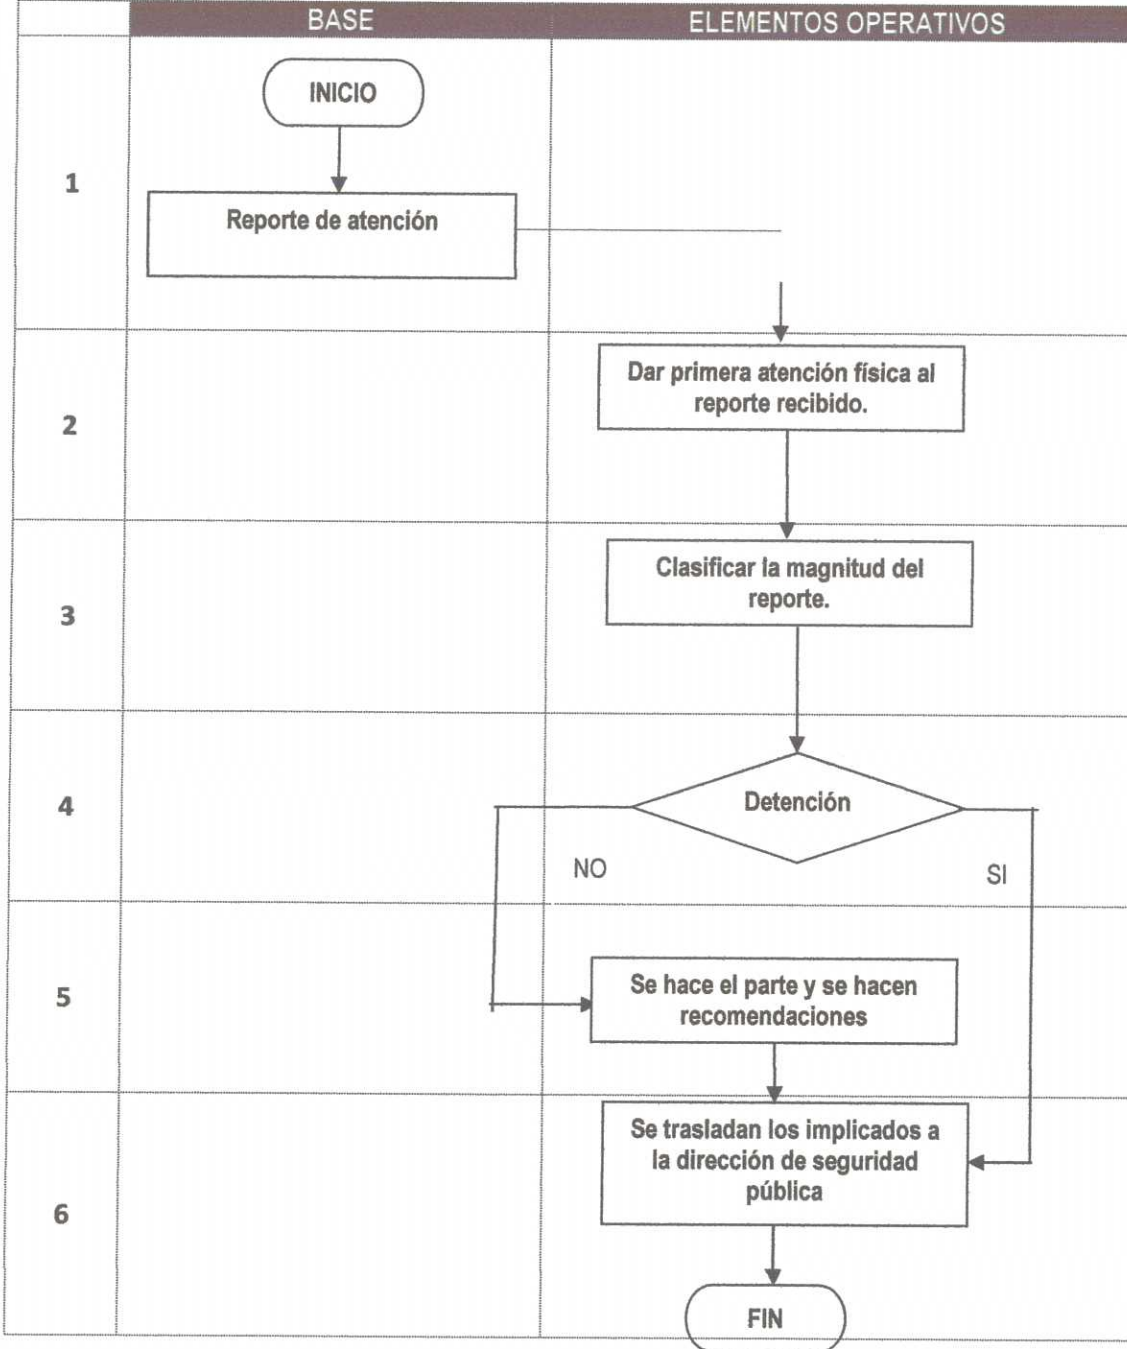 BASE
ELEMENTOS OPERATIVOS
INICIO
1
Reporte de atención
Dar primera atención física al
reporte recibido.
2
Clasificar la magnitud del
reporte.
3
Detención
4
NO
SI
Se hace el parte y se hacen
recomendaciones
5
Se trasladan los implicados a
la dirección de seguridad
pública
6
FIN